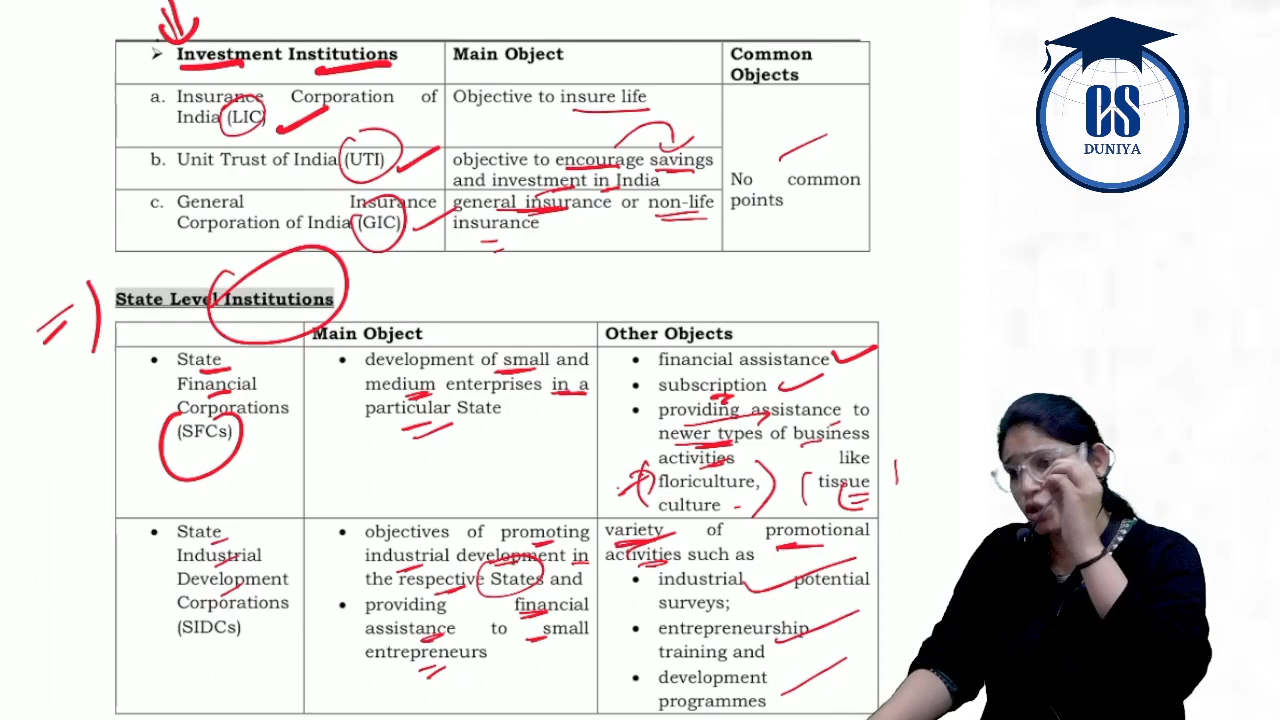 ➤ Investment Institutions
Main Object
Common
Objects
a. Insurance Corporation of
India (LIC)
Objective to insure life
b. Unit Trust of India (UTI)
objective to encourage savings
and investment in India
c. General Insurance
Corporation of India (GIC)
general insurance or non-life
insurance
No common
points
State Level Institutions
Main Object
Other Objects
• State
Financial
Corporations
(SFCs)
• development of small and
medium enterprises in a
particular State
• financial assistance
• subscription
• providing assistance to
newer types of business
activities like
floriculture, tissue
culture
• State
Industrial
Development
Corporations
(SIDCs)
• objectives of promoting
industrial development in
the respective States and
• providing financial
assistance to small
entrepreneurs
variety of promotional
activities such as
• industrial potential
surveys;
• entrepreneurship
training and
• development
programmes
CS
DUNIYA